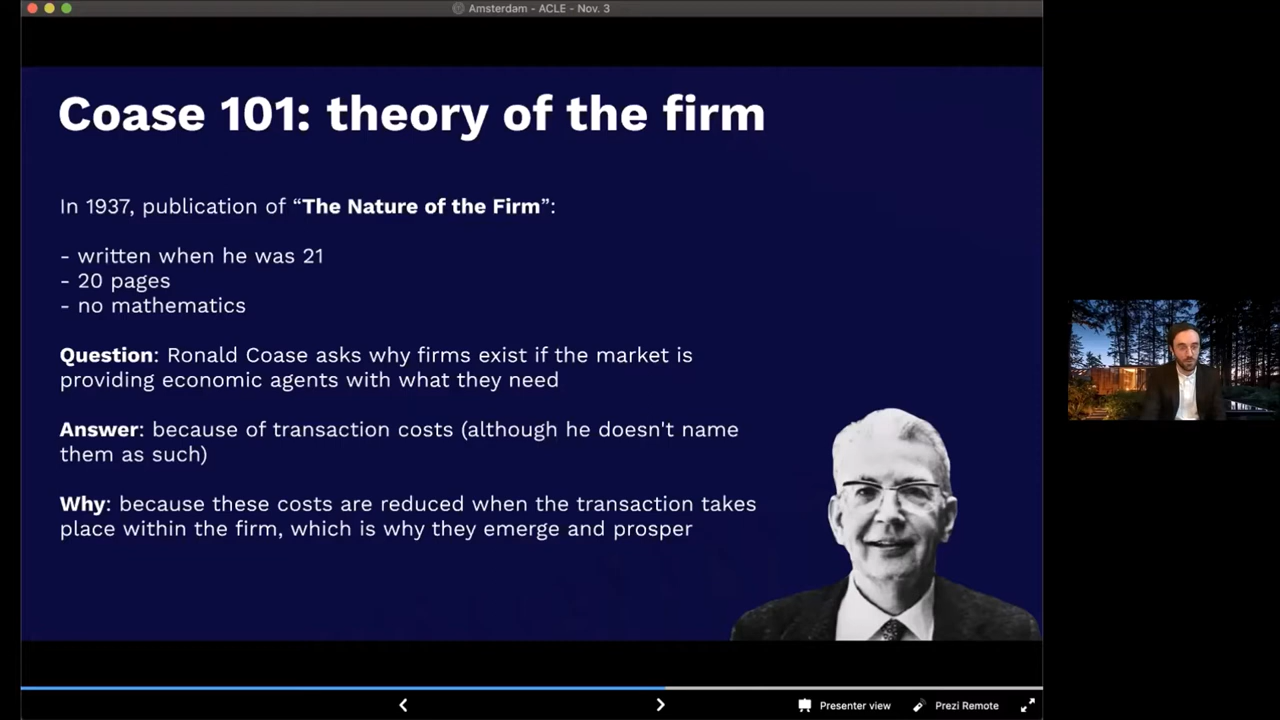 Amsterdam - ACLE - Nov. 3
Coase 101: theory of the firm
In 1937, publication of “The Nature of the Firm”:
- written when he was 21
- 20 pages
- no mathematics
Question: Ronald Coase asks why firms exist if the market is
providing economic agents with what they need
Answer: because of transaction costs (although he doesn't name
them as such)
Why: because these costs are reduced when the transaction takes
place within the firm, which is why they emerge and prosper
Presenter view
Prezi Remote